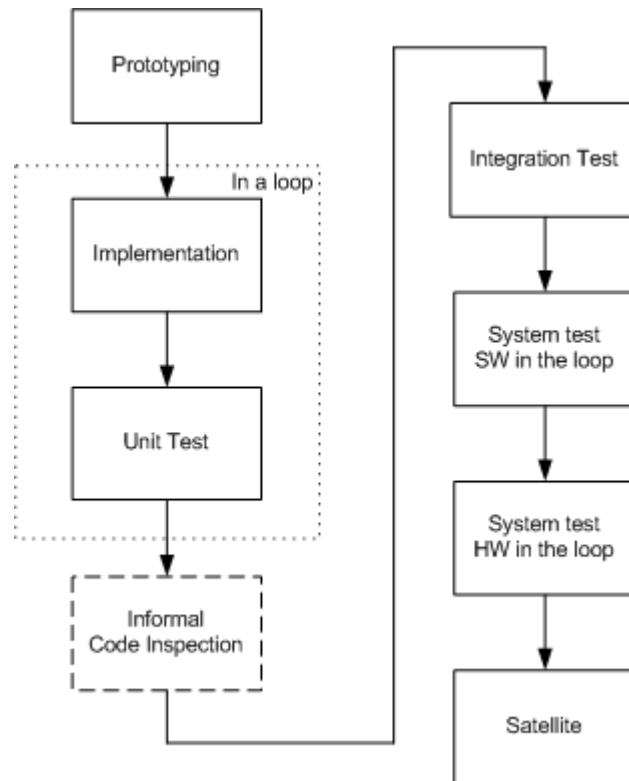 Prototyping
In a loop
Implementation
Unit Test
Informal
Code Inspection
Integration Test
System test
SW in the loop
System test
HW in the loop
Satellite